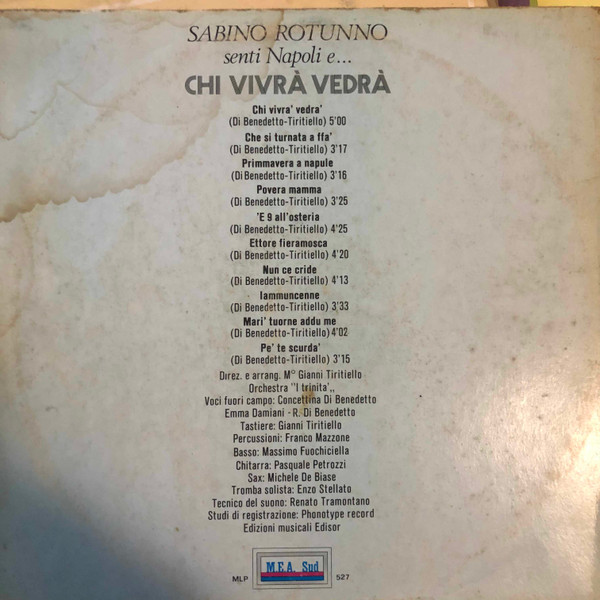 SABINO ROTUNNO
senti Napoli e...
CHI VIVRÀ VEDRÀ
Chi vivra' vedra'
(Di Benedetto-Tiritiello) 5'00
Che si turnata a ffa'
(Di Benedetto-Tiritiello) 3'17
Primmavera a napule
(Di Benedetto-Tiritiello) 3'16
Povera mamma
(Di Benedetto-Tiritiello) 3'25
'E 9 all'osteria
(Di Benedetto-Tiritiello) 4'25
Ettore fieramosca
(Di Benedetto-Tiritiello) 4'20
Nun ce cride
(Di Benedetto-Tiritiello) 4'13
Iammuncenne
(Di Benedetto-Tiritiello) 3'33
Mari' tuorne addu me
(Di Benedetto-Tiritiello) 4'02
Pe' te scurda'
(Di Benedetto-Tiritiello) 3'15
Direz. e arrang. M° Gianni Tiritiello
Orchestra "I trinita',,
Voci fuori campo: Concettina Di Benedetto
Emma Damiani - R. Di Benedetto
Tastiere: Gianni Tiritiello
Percussioni: Franco Mazzone
Basso: Massimo Fuochiciella
Chitarra: Pasquale Petrozzi
Sax: Michele De Biase
Tromba solista: Enzo Stellato
Tecnico del suono: Renato Tramontano
Studi di registrazione: Phonotype record
Edizioni musicali Edisor
M.E.A. Sud
MLP 527